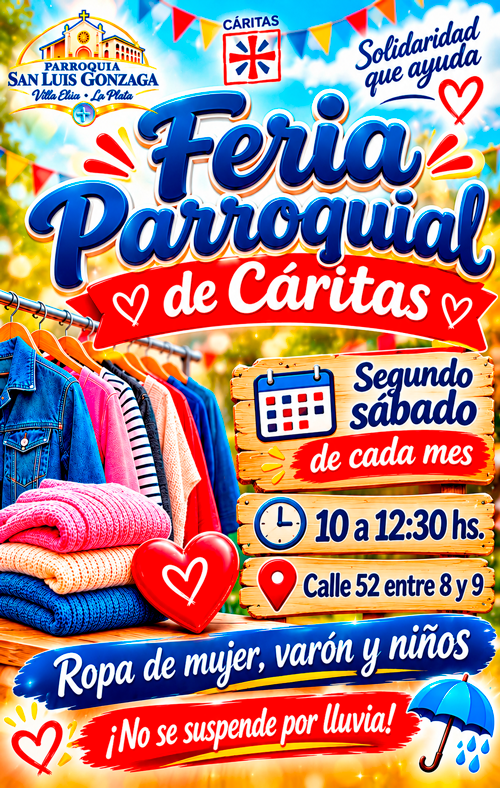 PARROQUIA
SAN LUIS GONZAGA
Villa Elisa • La Plata
CÁRITAS
Solidaridad
que ayuda
Feria
Parroquial
de Cáritas
Segundo
sábado
de cada mes
10 a 12:30 hs.
Calle 52 entre 8 y 9
Ropa de mujer, varón y niños
¡No se suspende por lluvia!